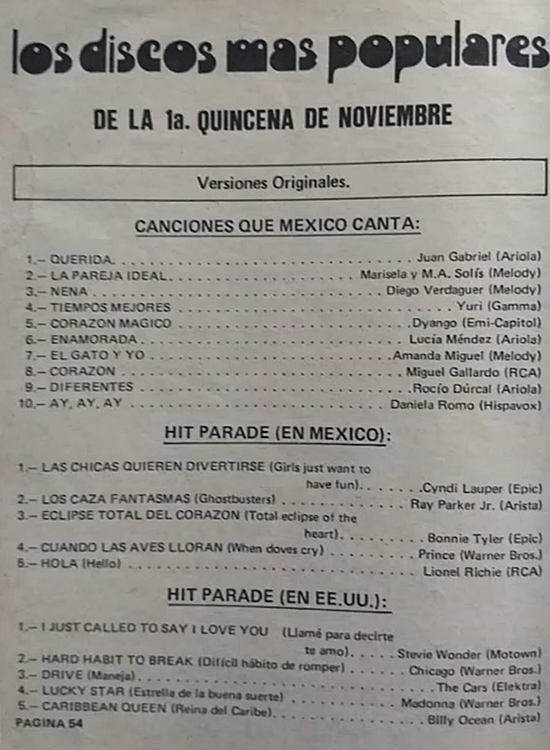 los discos mas populares
DE LA 1a. QUINCENA DE NOVIEMBRE
Versiones Originales.
CANCIONES QUE MEXICO CANTA:
1.— QUERIDA. . . . . . . . . . . . . . . . . . . . Juan Gabriel (Ariola)
2.— LA PAREJA IDEAL. . . . . . . . . . . . . . . . Marisela y M.A. Solís (Melody)
3.— NENA . . . . . . . . . . . . . . . . . . . . Diego Verdaguer (Melody)
4.— TIEMPOS MEJORES . . . . . . . . . . . . . . . . . . . . Yuri (Gamma)
5.— CORAZON MAGICO . . . . . . . . . . . . . . . . . . . .Dyango (Emi-Capitol)
6.— ENAMORADA. . . . . . . . . . . . . . . . . . . . Lucía Méndez (Ariola)
7.— EL GATO Y YO . . . . . . . . . . . . . . . . . . . .Amanda Miguel (Melody)
8.— CORAZON . . . . . . . . . . . . . . . . . . . . Miguel Gallardo (RCA)
9.— DIFERENTES . . . . . . . . . . . . . . . . . . . .Rocío Dúrcal (Ariola)
10.— AY, AY, AY . . . . . . . . . . . . . . . . . . . . Daniela Romo (Hispavox)
HIT PARADE (EN MEXICO):
1.— LAS CHICAS QUIEREN DIVERTIRSE (Girls just want to
have fun). . . . . . .Cyndi Lauper (Epic)
2.— LOS CAZA FANTASMAS (Ghostbusters) . . . . . . . . . . Ray Parker Jr. (Arista)
3.— ECLIPSE TOTAL DEL CORAZON (Total eclipse of the
heart). . . . . . . . Bonnie Tyler (Epic)
4.— CUANDO LAS AVES LLORAN (When doves cry) . . . . . . . . Prince (Warner Bros.)
5.— HOLA (Hello) . . . . . . . . . . . . . . . . . . . . Lionel Richie (RCA)
HIT PARADE (EN EE.UU.):
1.— I JUST CALLED TO SAY I LOVE YOU (Llamé para decirte
te amo). . . . . Stevie Wonder (Motown)
2.— HARD HABIT TO BREAK (Difícil hábito de romper) . . . . . . Chicago (Warner Bros.)
3.— DRIVE (Maneja). . . . . . . . . . . . . . . . . . . . The Cars (Elektra)
4.— LUCKY STAR (Estrella de la buena suerte) . . . . . . . . . . Madonna (Warner Bros.)
5.— CARIBBEAN QUEEN (Reina del Caribe). . . . . . . . . . . . Billy Ocean (Arista)
PAGINA 54